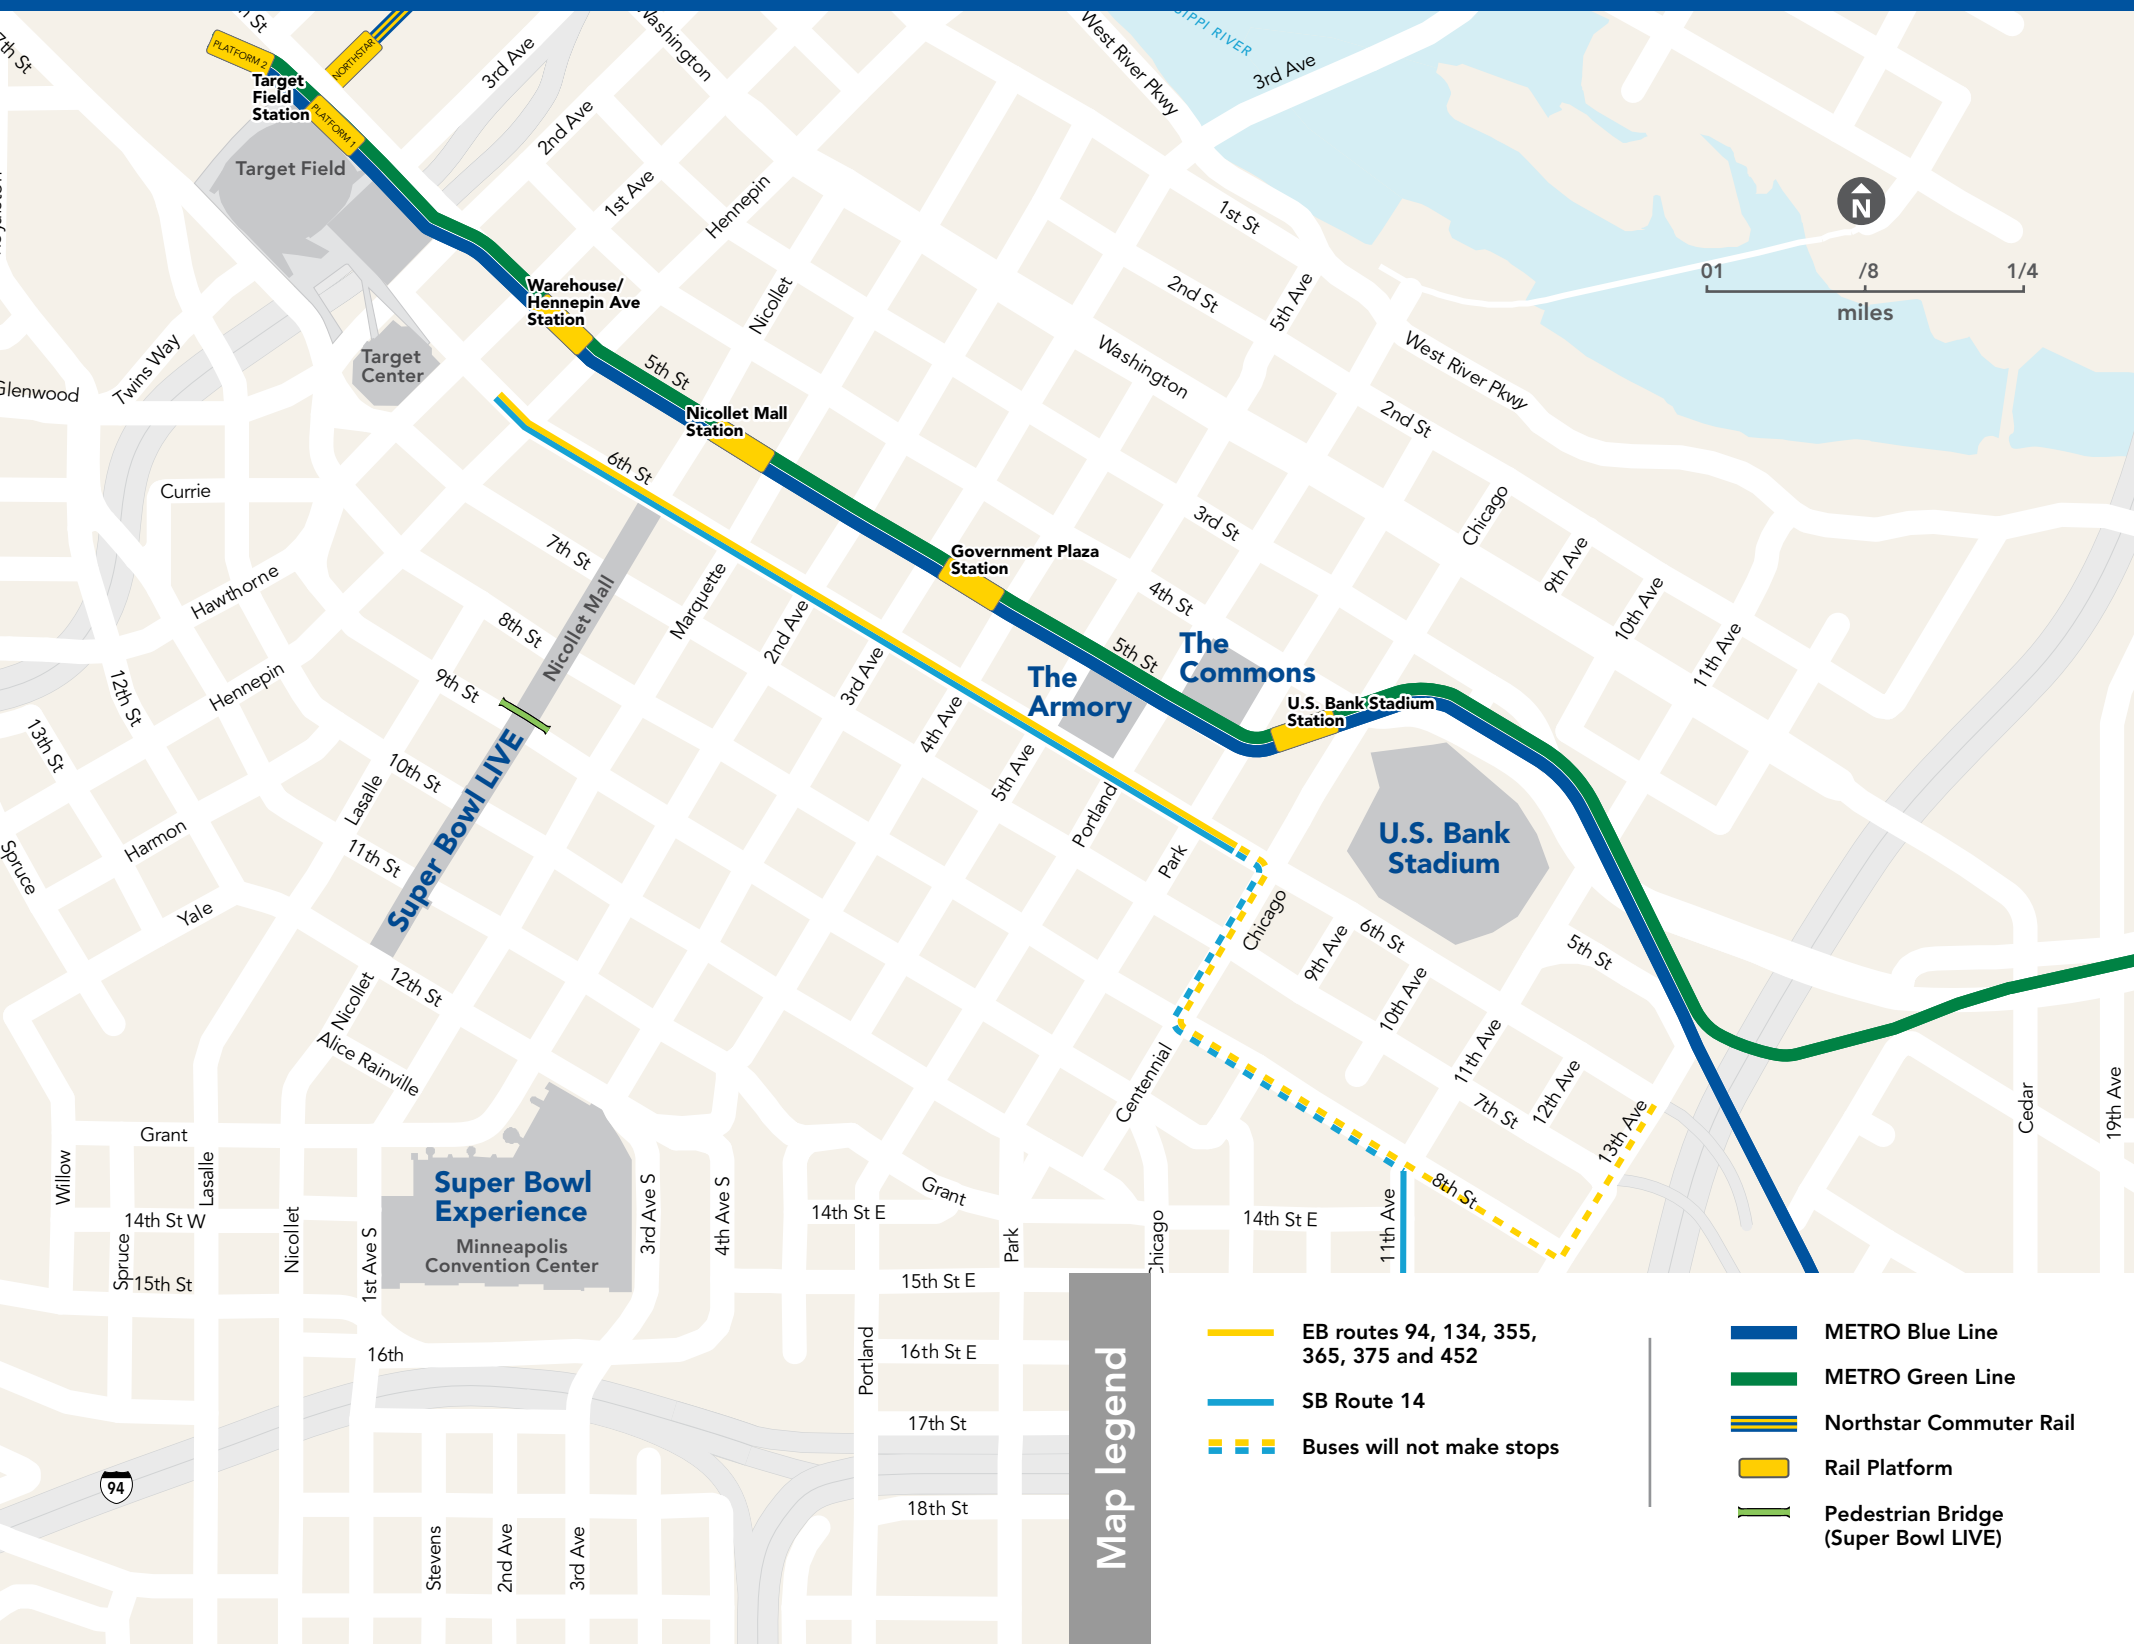 7th St
PLATFORM 2
NORTHSTAR
Target
Field
Station
PLATFORM 1
Target Field
3rd Ave
Washington
2nd Ave
1st Ave
Hennepin
West River Pkwy
3rd Ave
1st St
N
01
/8
1/4
miles
Warehouse/
Hennepin Ave
Station
Nicollet
2nd St
5th Ave
Target
Center
Twins Way
Glenwood
5th St
Washington
West River Pkwy
Nicollet Mall
Station
2nd St
6th St
Currie
7th St
3rd St
Chicago
Government Plaza
Station
9th Ave
Hawthorne
Nicollet Mall
Marquette
2nd Ave
4th St
10th Ave
8th St
5th St
The
Commons
11th Ave
12th St
Hennepin
9th St
3rd Ave
The
Armory
4th Ave
U.S. Bank Stadium
Station
13th St
10th St
Lasalle
Super Bowl LIVE
5th Ave
Portland
U.S. Bank
Stadium
Harmon
11th St
Park
Spruce
Yale
Chicago
9th Ave
6th St
5th St
12th St
Nicollet
10th Ave
Alice Rainville
11th Ave
Centennial
12th Ave
7th St
13th Ave
Cedar
19th Ave
Grant
Willow
Lasalle
Super Bowl
Experience
Minneapolis
Convention Center
3rd Ave S
4th Ave S
Grant
8th St
14th St W
14th St E
14th St E
11th Ave
Spruce
Nicollet
1st Ave S
Park
Chicago
15th St
15th St E
16th
Portland
16th St E
17th St
18th St
94
Stevens
2nd Ave
3rd Ave
Map legend
EB routes 94, 134, 355,
365, 375 and 452
SB Route 14
Buses will not make stops
METRO Blue Line
METRO Green Line
Northstar Commuter Rail
Rail Platform
Pedestrian Bridge
(Super Bowl LIVE)